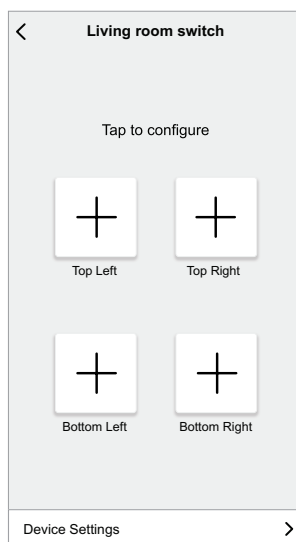 Living room switch
Tap to configure
Top Left
Top Right
Bottom Left
Bottom Right
Device Settings